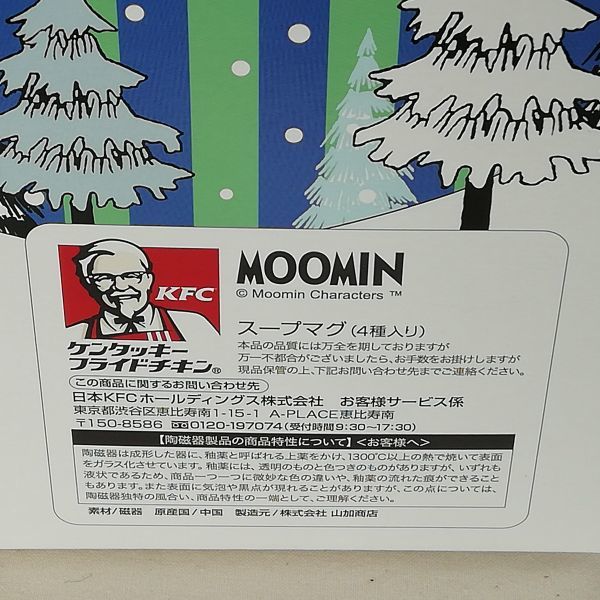 KFC
ケンタッキー
フライドチキン®
MOOMIN
© Moomin Characters ™
スープマグ(4種入り)
本品の品質には万全を期しておりますが
万一不都合がございましたら、お手数をお掛けしますが
現品保管の上、下記お問い合わせ先までご連絡ください。
この商品に関するお問い合わせ先
日本KFCホールディングス株式会社 お客様サービス係
東京都渋谷区恵比寿南1-15-1 A-PLACE恵比寿南
〒150-8586 0120-197074(受付時間9:30~17:30)
【陶磁器製品の商品特性について】<お客様へ>
陶磁器は成形した器に、釉薬と呼ばれる上薬をかけ、1300℃以上の熱で焼いて表面
をガラス化させています。釉薬には、透明のものと色つきのものがありますが、いずれも
液状であるため、商品一つ一つに微妙な色の違いや、釉薬の流れた痕ができること
もあります。また表面に気泡や黒点が現れることがありますが、この点については、
陶磁器独特の風合い、商品特性の一端として、ご理解ください。
素材/磁器 原産国/中国 製造元/株式会社 山加商店